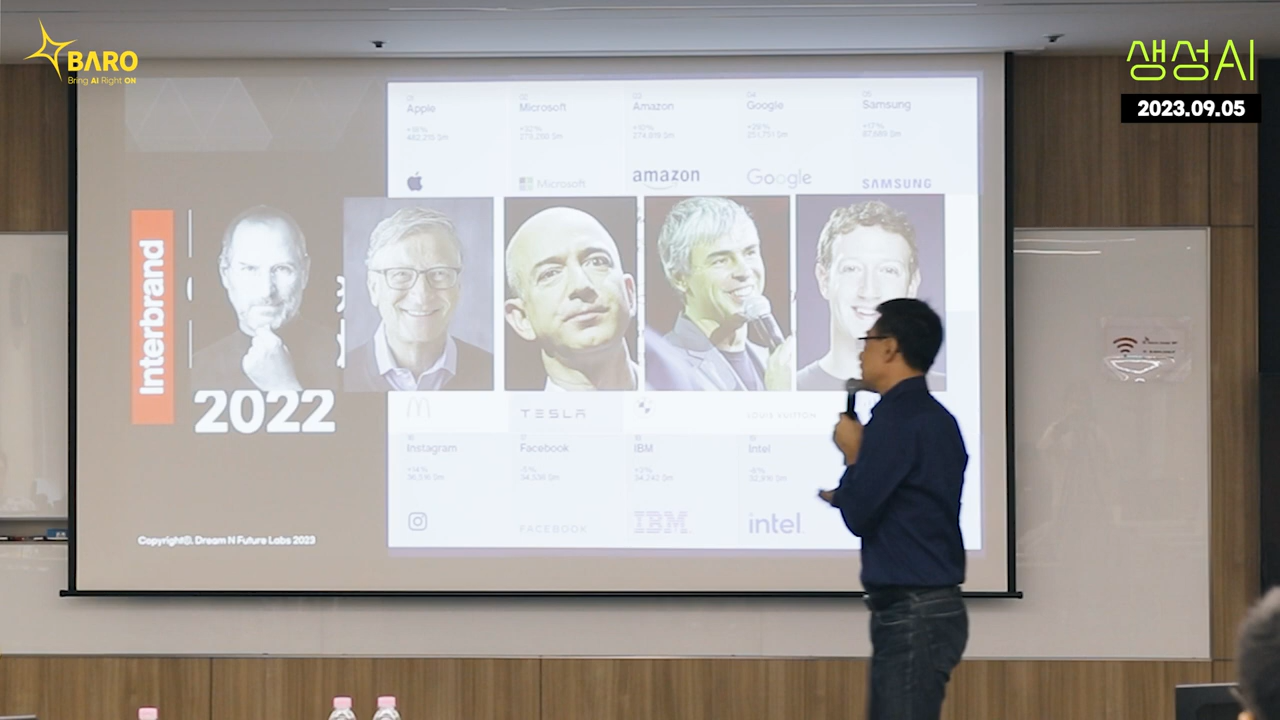 BARO
Bring AI Right ON
생성AI
2023.09.05
Interbrand
2022
Apple
Microsoft
Amazon
Google
Samsung
Microsoft
amazon
Google
SAMSUNG
TESLA
LOUIS VUITTON
Instagram
Facebook
IBM
Intel
FACEBOOK
IBM
intel
Copyright©. Dream N Future Labs 2023